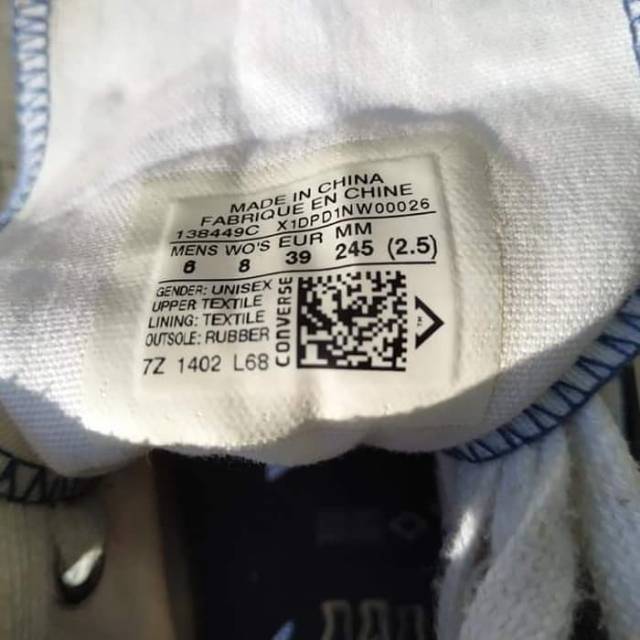 MADE IN CHINA
FABRIQUE EN CHINE
138449C X1DPD1NW00026
MENS WO'S EUR MM
6 8 39 245 (2.5)
GENDER: UNISEX
UPPER TEXTILE
LINING: TEXTILE
OUTSOLE: RUBBER
CONVERSE
7Z 1402 L68